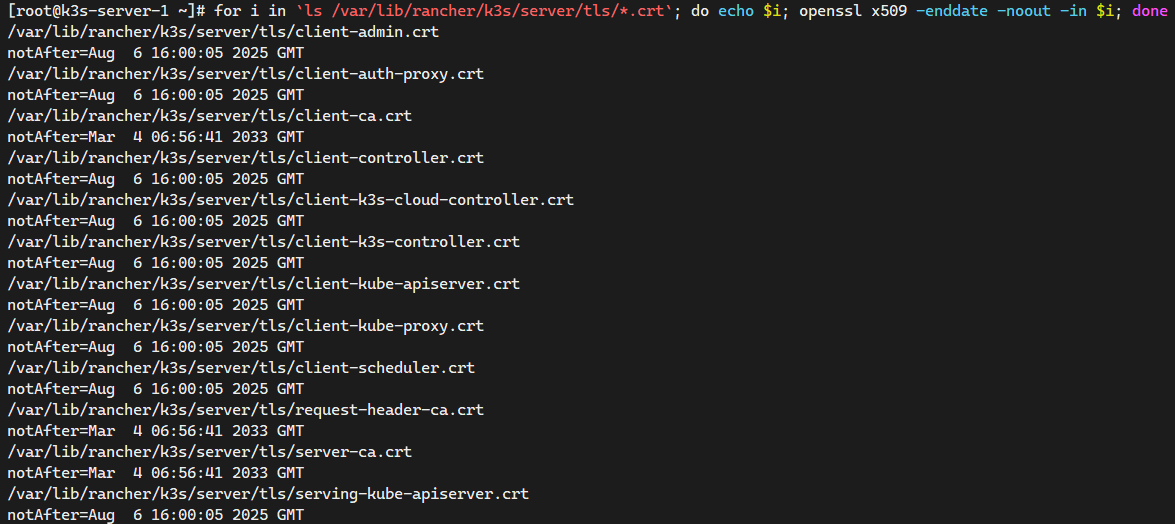 [root@k3s-server-1 ~]# for i in `ls /var/lib/rancher/k3s/server/tls/*.crt`; do echo $i; openssl x509 -enddate -noout -in $i; done
/var/lib/rancher/k3s/server/tls/client-admin.crt
notAfter=Aug  6 16:00:05 2025 GMT
/var/lib/rancher/k3s/server/tls/client-auth-proxy.crt
notAfter=Aug  6 16:00:05 2025 GMT
/var/lib/rancher/k3s/server/tls/client-ca.crt
notAfter=Mar  4 06:56:41 2033 GMT
/var/lib/rancher/k3s/server/tls/client-controller.crt
notAfter=Aug  6 16:00:05 2025 GMT
/var/lib/rancher/k3s/server/tls/client-k3s-cloud-controller.crt
notAfter=Aug  6 16:00:05 2025 GMT
/var/lib/rancher/k3s/server/tls/client-k3s-controller.crt
notAfter=Aug  6 16:00:05 2025 GMT
/var/lib/rancher/k3s/server/tls/client-kube-apiserver.crt
notAfter=Aug  6 16:00:05 2025 GMT
/var/lib/rancher/k3s/server/tls/client-kube-proxy.crt
notAfter=Aug  6 16:00:05 2025 GMT
/var/lib/rancher/k3s/server/tls/client-scheduler.crt
notAfter=Aug  6 16:00:05 2025 GMT
/var/lib/rancher/k3s/server/tls/request-header-ca.crt
notAfter=Mar  4 06:56:41 2033 GMT
/var/lib/rancher/k3s/server/tls/server-ca.crt
notAfter=Mar  4 06:56:41 2033 GMT
/var/lib/rancher/k3s/server/tls/serving-kube-apiserver.crt
notAfter=Aug  6 16:00:05 2025 GMT